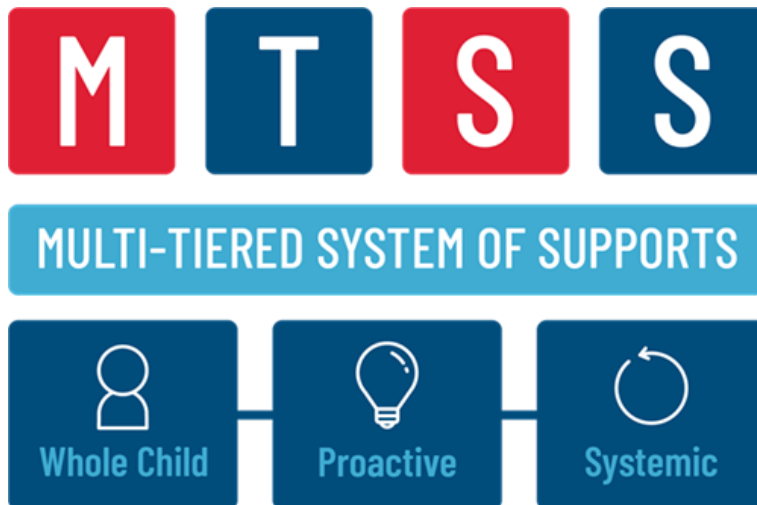 M T S S
MULTI-TIERED SYSTEM OF SUPPORTS
Whole Child Proactive Systemic